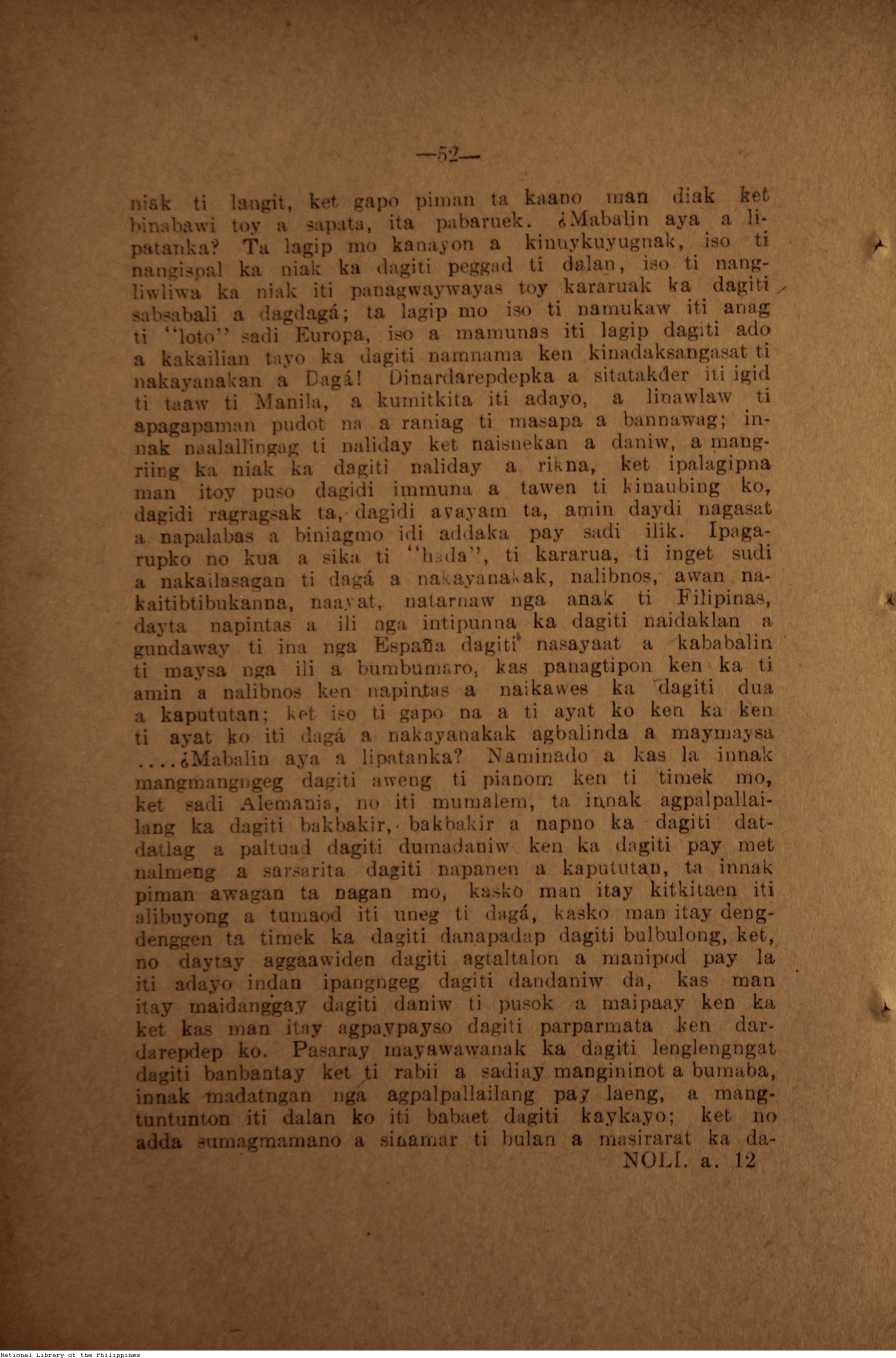 —52—
niak ti langit, ket gapo piman ta kaano man diak ket
binabawi toy a sapata, ita pabaruek. ¿Mabalin aya a li-
patanka? Ta lagip mo kanayon a kinuykuyugnak, iso ti
nangispal ka niak ka dagiti peggad ti dalan, iso ti nang-
liwliwa ka niak iti panagwaywayas toy kararuak ka dagiti
sabsabali a dagdagá; ta lagip mo iso ti namukaw iti anag
ti “loto” sadi Europa, iso a mamunas iti lagip dagiti ado
a kakailian tayo ka dagiti namnama ken kinadaksangasat ti
nakayanakan a Dagá! Dinardarepdepka a sitatakder iti igid
ti taaw ti Manila, a kumitkita iti adayo, a linawlaw ti
apagapaman pudot na a raniag ti masapa a bannawag; in-
nak naalallingag ti naliday ket naisnekan a daniw, a mang-
riing ka niak ka dagiti naliday a rikna, ket ipalagipna
man itoy puso dagidi immuna a tawen ti kinaubing ko,
dagidi ragragsak ta, dagidi ayayam ta, amin daydi nagasat
a napalabas a biniagmo idi addaka pay sadi ilik. Ipaga-
rupko no kua a sika ti “hada”, ti kararua, ti inget sudi
a nakailasagan ti dagá a nakayanakak, nalibnos, awan na-
kaitibtibukanna, naayat, natarnaw nga anak ti Filipinas,
dayta napintas a ili nga intipunna ka dagiti naidaklan a
gundaway ti ina nga España dagiti nasayaat a kababalin
ti maysa nga ili a bumbumaro, kas panagtipon ken ka ti
amin a nalibnos ken napintas a naikawes ka dagiti dua
a kaputotan; ket iso ti gapo na a ti ayat ko ken ka ken
ti ayat ko iti dagá a nakayanakak agbalinda a maymaysa
....¿Mabalin aya a lipatanka? Naminado a kas la innak
mangmangngeg dagiti aweng ti pianom ken ti timek mo,
ket sadi Alemania, no iti mumalem, ta innak agpalpallai-
lang ka dagiti bakbakir, bakbakir a napno ka dagiti dat-
datlag a paltuad dagiti dumadaniw ken ka dagiti pay met
nalmeng a sarsarita dagiti napanen a kaputotan, ta innak
piman awagan ta nagan mo, kasko man itay kitkitaen iti
alibuyong a tumaod iti uneg ti dagá, kasko man itay deng-
denggen ta timek ka dagiti danapadap dagiti bulbulong, ket,
no daytay aggaawiden dagiti agtaltalon a manipod pay la
iti adayo indan ipangngeg dagiti dandaniw da, kas man
itay maidanggay dagiti daniw ti pusok a maipaay ken ka
ket kas man itay agpaypayso dagiti parparmata ken dar-
darepdep ko. Pasaray mayawawanak ka dagiti lenglengngat
dagiti banbantay ket ti rabii a sadiay mangininot a bumaba,
innak madatngan nga agpalpallailang pay laeng, a mang-
tuntunton iti dalan ko iti babaet dagiti kaykayo; ket no
adda sumagmamano a sinamar ti bulan a masirarat ka da-
NOLI. a. 12
National Library of the Philippines